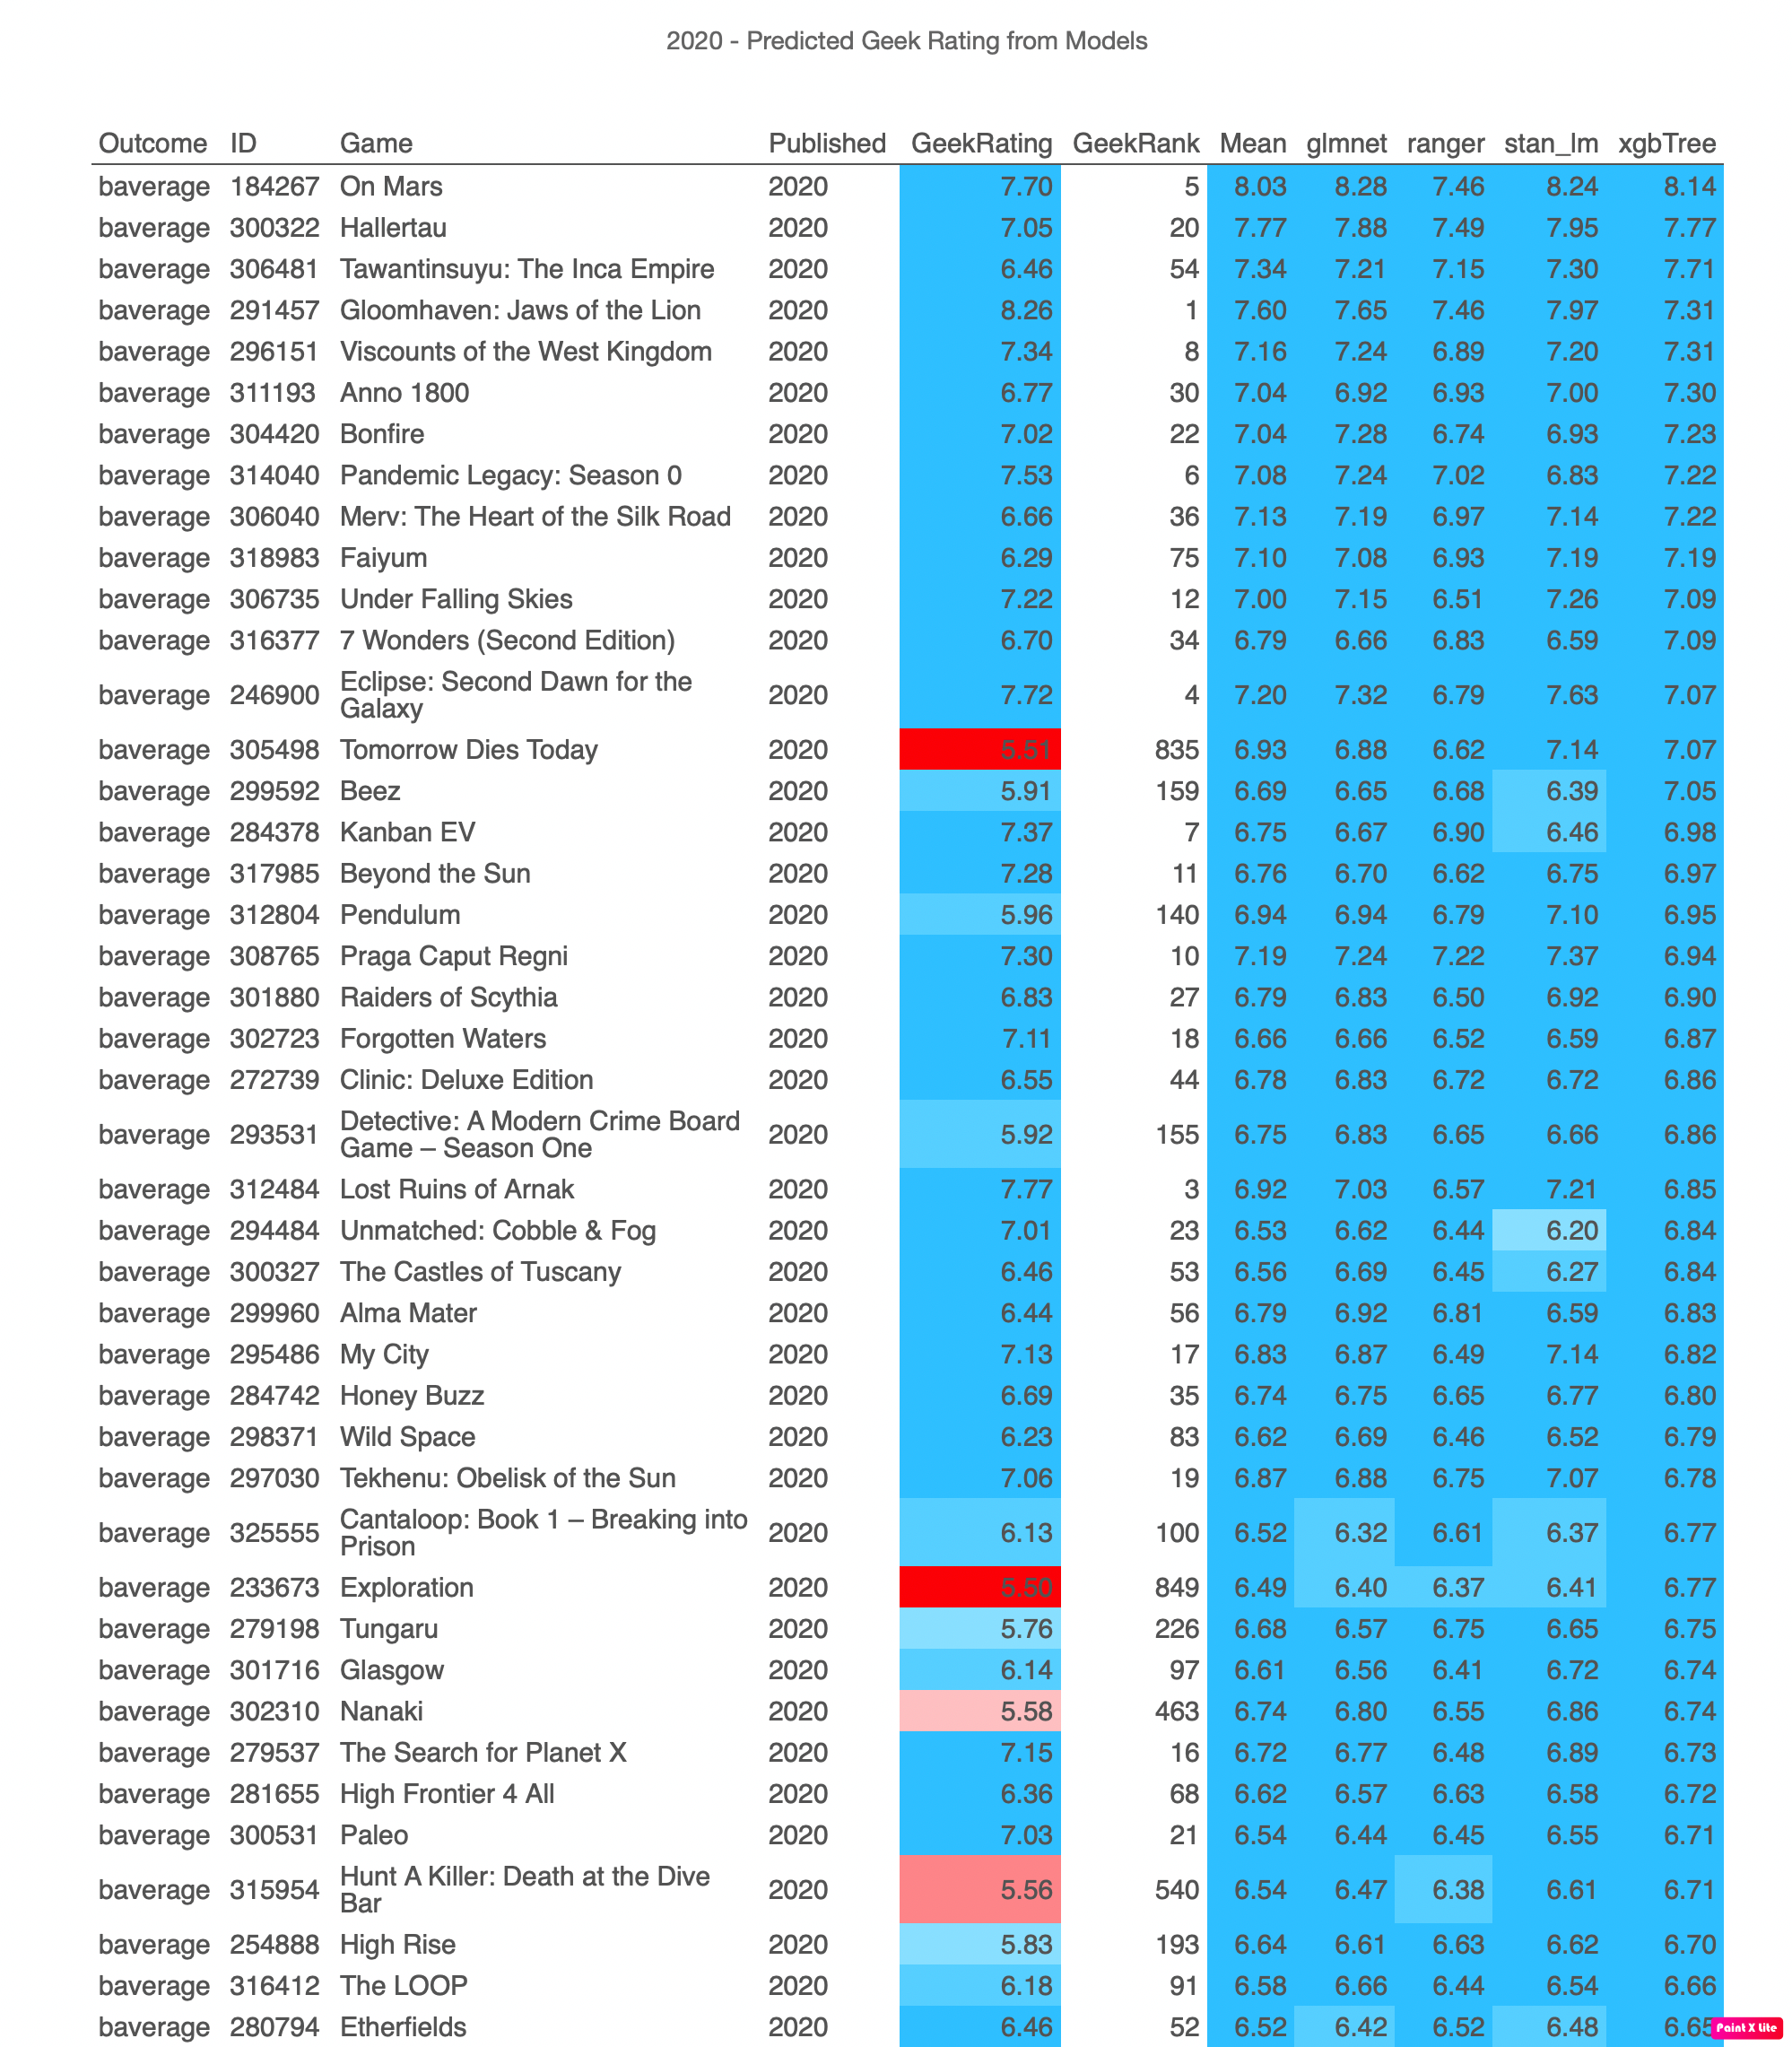 2020 - Predicted Geek Rating from Models
Outcome ID Game Published GeekRating GeekRank Mean glmnet ranger stan_lm xgbTree
baverage 184267 On Mars 2020 7.70 5 8.03 8.28 7.46 8.24 8.14
baverage 300322 Hallertau 2020 7.05 20 7.77 7.88 7.49 7.95 7.77
baverage 306481 Tawantinsuyu: The Inca Empire 2020 6.46 54 7.34 7.21 7.15 7.30 7.71
baverage 291457 Gloomhaven: Jaws of the Lion 2020 8.26 1 7.60 7.65 7.46 7.97 7.31
baverage 296151 Viscounts of the West Kingdom 2020 7.34 8 7.16 7.24 6.89 7.20 7.31
baverage 311193 Anno 1800 2020 6.77 30 7.04 6.92 6.93 7.00 7.30
baverage 304420 Bonfire 2020 7.02 22 7.04 7.28 6.74 6.93 7.23
baverage 314040 Pandemic Legacy: Season 0 2020 7.53 6 7.08 7.24 7.02 6.83 7.22
baverage 306040 Merv: The Heart of the Silk Road 2020 6.66 36 7.13 7.19 6.97 7.14 7.22
baverage 318983 Faiyum 2020 6.29 75 7.10 7.08 6.93 7.19 7.19
baverage 306735 Under Falling Skies 2020 7.22 12 7.00 7.15 6.51 7.26 7.09
baverage 316377 7 Wonders (Second Edition) 2020 6.70 34 6.79 6.66 6.83 6.59 7.09
baverage 246900 Eclipse: Second Dawn for the 2020 7.72 4 7.20 7.32 6.79 7.63 7.07
Galaxy
baverage 305498 Tomorrow Dies Today 2020 5.51 835 6.93 6.88 6.62 7.14 7.07
baverage 299592 Beez 2020 5.91 159 6.69 6.65 6.68 6.39 7.05
baverage 284378 Kanban EV 2020 7.37 7 6.75 6.67 6.90 6.46 6.98
baverage 317985 Beyond the Sun 2020 7.28 11 6.76 6.70 6.62 6.75 6.97
baverage 312804 Pendulum 2020 5.96 140 6.94 6.94 6.79 7.10 6.95
baverage 308765 Praga Caput Regni 2020 7.30 10 7.19 7.24 7.22 7.37 6.94
baverage 301880 Raiders of Scythia 2020 6.83 27 6.79 6.83 6.50 6.92 6.90
baverage 302723 Forgotten Waters 2020 7.11 18 6.66 6.66 6.52 6.59 6.87
baverage 272739 Clinic: Deluxe Edition 2020 6.55 44 6.78 6.83 6.72 6.72 6.86
baverage 293531 Detective: A Modern Crime Board 2020 5.92 155 6.75 6.83 6.65 6.66 6.86
Game – Season One
baverage 312484 Lost Ruins of Arnak 2020 7.77 3 6.92 7.03 6.57 7.21 6.85
baverage 294484 Unmatched: Cobble & Fog 2020 7.01 23 6.53 6.62 6.44 6.20 6.84
baverage 300327 The Castles of Tuscany 2020 6.46 53 6.56 6.69 6.45 6.27 6.84
baverage 299960 Alma Mater 2020 6.44 56 6.79 6.92 6.81 6.59 6.83
baverage 295486 My City 2020 7.13 17 6.83 6.87 6.49 7.14 6.82
baverage 284742 Honey Buzz 2020 6.69 35 6.74 6.75 6.65 6.77 6.80
baverage 298371 Wild Space 2020 6.23 83 6.62 6.69 6.46 6.52 6.79
baverage 297030 Tekhenu: Obelisk of the Sun 2020 7.06 19 6.87 6.88 6.75 7.07 6.78
baverage 325555 Cantaloop: Book 1 – Breaking into 2020 6.13 100 6.52 6.32 6.61 6.37 6.77
Prison
baverage 233673 Exploration 2020 5.50 849 6.49 6.40 6.37 6.41 6.77
baverage 279198 Tungaru 2020 5.76 226 6.68 6.57 6.75 6.65 6.75
baverage 301716 Glasgow 2020 6.14 97 6.61 6.56 6.41 6.72 6.74
baverage 302310 Nanaki 2020 5.58 463 6.74 6.80 6.55 6.86 6.74
baverage 279537 The Search for Planet X 2020 7.15 16 6.72 6.77 6.48 6.89 6.73
baverage 281655 High Frontier 4 All 2020 6.36 68 6.62 6.57 6.63 6.58 6.72
baverage 300531 Paleo 2020 7.03 21 6.54 6.44 6.45 6.55 6.71
baverage 315954 Hunt A Killer: Death at the Dive 2020 5.56 540 6.54 6.47 6.38 6.61 6.71
Bar
baverage 254888 High Rise 2020 5.83 193 6.64 6.61 6.63 6.62 6.70
baverage 316412 The LOOP 2020 6.18 91 6.58 6.66 6.44 6.54 6.66
baverage 280794 Etherfields 2020 6.46 52 6.52 6.42 6.52 6.48 6.65
Paint X Lite